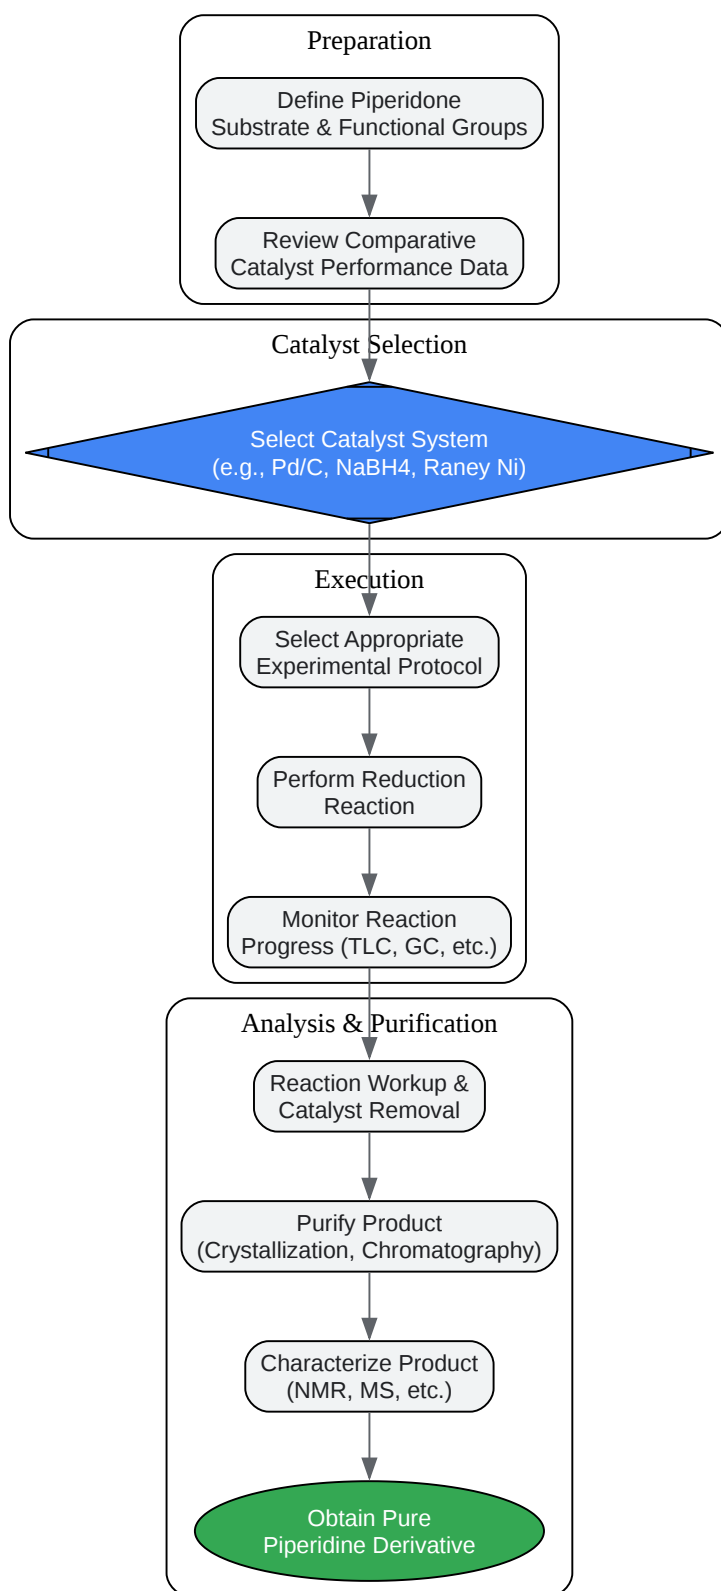 Preparation
Define Piperidone
Substrate & Functional Groups
Review Comparative
Catalyst Performance Data
Catalyst Selection
Select Catalyst System
(e.g., Pd/C, NaBH4, Raney Ni)
Execution
Select Appropriate
Experimental Protocol
Perform Reduction
Reaction
Monitor Reaction
Progress (TLC, GC, etc.)
Analysis & Purification
Reaction Workup &
Catalyst Removal
Purify Product
(Crystallization, Chromatography)
Characterize Product
(NMR, MS, etc.)
Obtain Pure
Piperidine Derivative